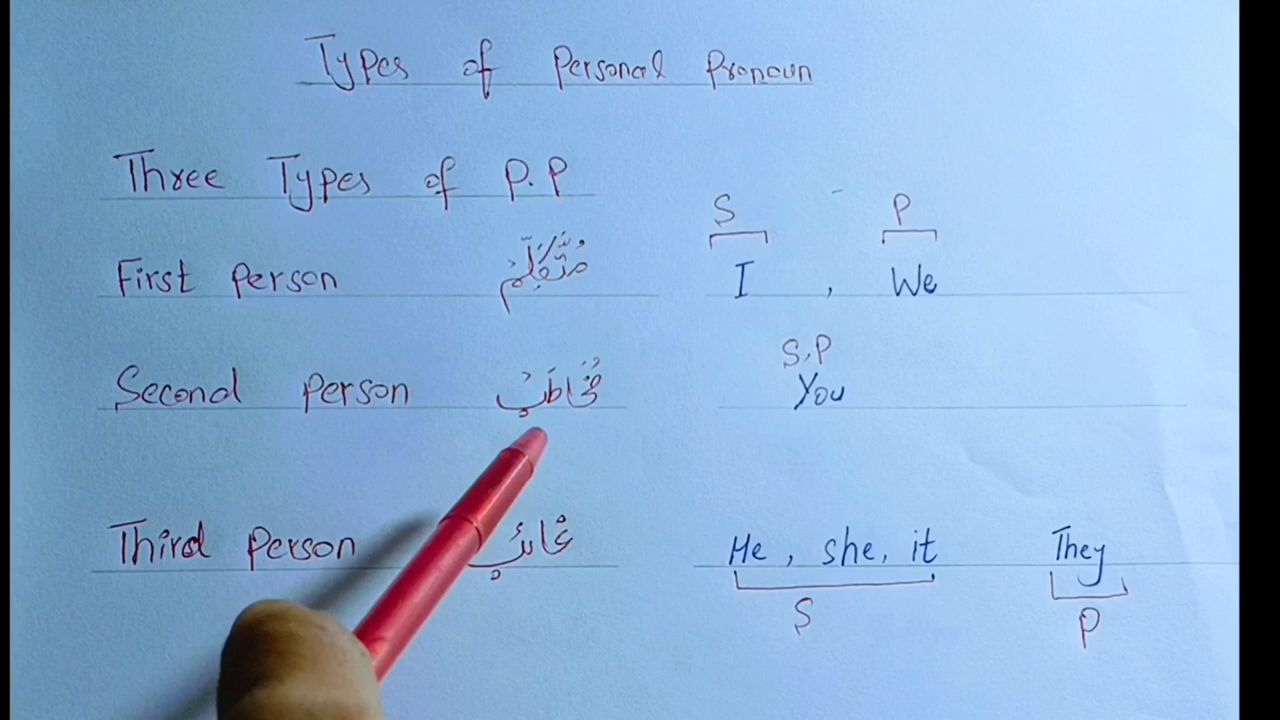 Types of Personal Pronoun
Three Types of P.P
S P
First Person مُتَكَلِّمْ I , We
S,P
Second Person مُخَاطَبْ You
Third Person غائب He , she, it They
S P